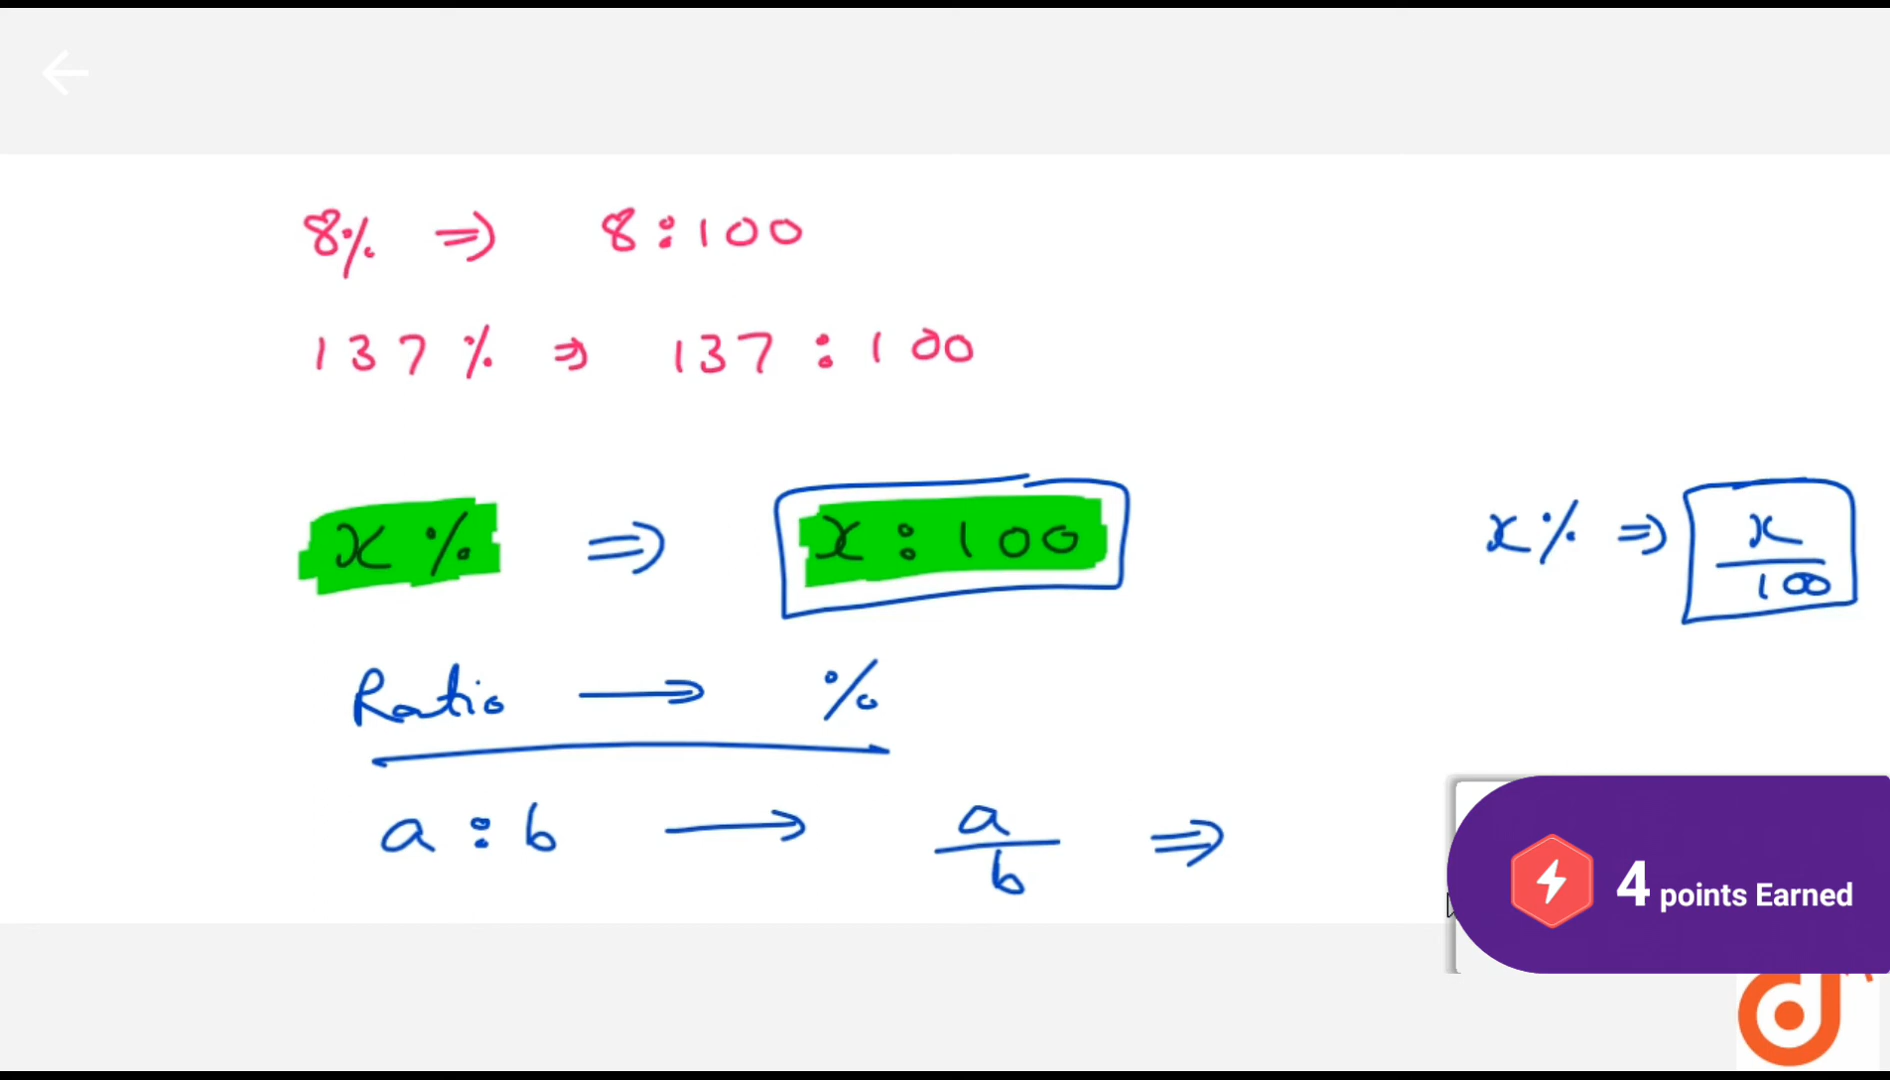 8% ⇒ 8 : 100
137 % ⇒ 137 : 100
x % ⇒ x : 100
x % ⇒ x/100
Ratio ⟶ %
a : b ⟶ a/b ⇒
4 points Earned